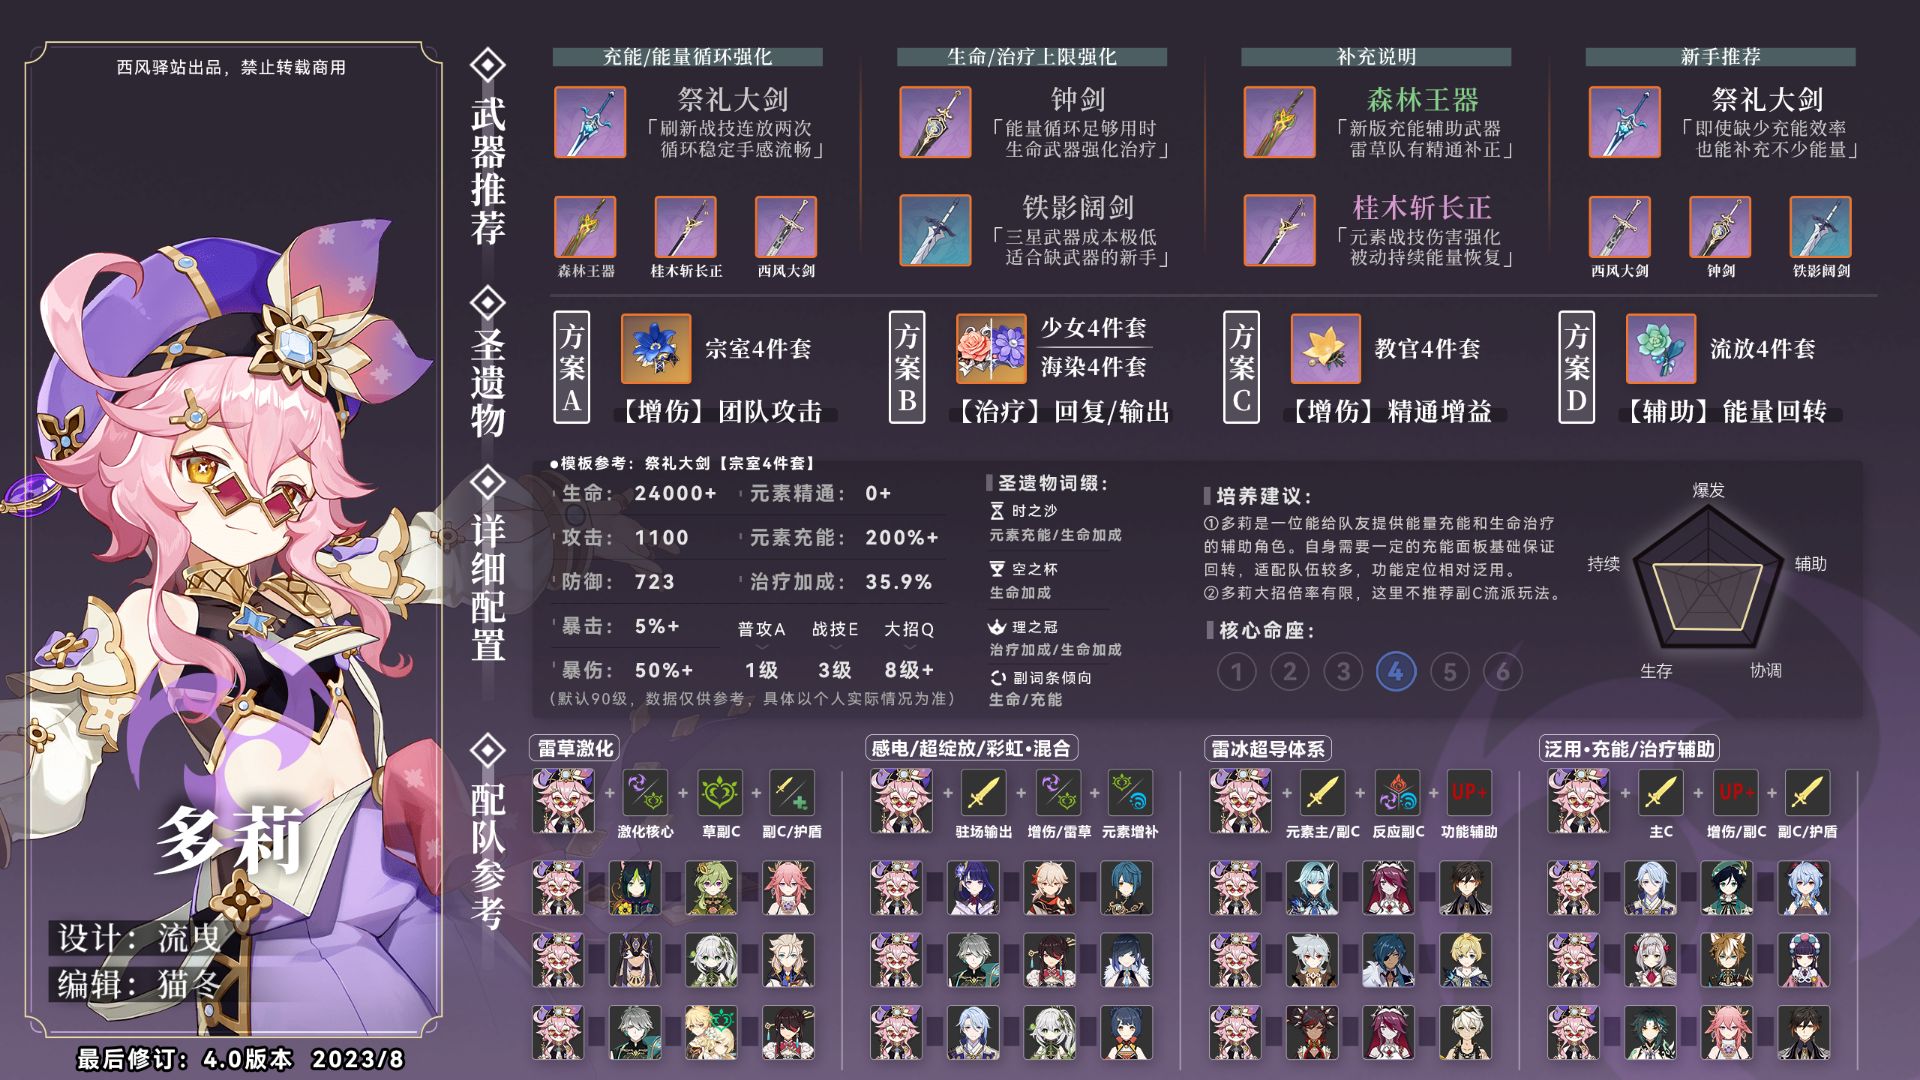 西风驿站出品，禁止转载商用
多莉
设计：流曳
编辑：猫冬
最后修订：4.0版本 2023/8
武器推荐
充能/能量循环强化
祭礼大剑
「刷新战技连放两次
循环稳定手感流畅」
森林王器 桂木斩长正 西风大剑
生命/治疗上限强化
钟剑
「能量循环足够用时
生命武器强化治疗」
铁影阔剑
「三星武器成本极低
适合缺武器的新手」
补充说明
森林王器
「新版充能辅助武器
雷草队有精通补正」
桂木斩长正
「元素战技伤害强化
被动持续能量恢复」
新手推荐
祭礼大剑
「即使缺少充能效率
也能补充不少能量」
西风大剑 钟剑 铁影阔剑
圣遗物
方案A
宗室4件套
【增伤】团队攻击
方案B
少女4件套
海染4件套
【治疗】回复/输出
方案C
教官4件套
【增伤】精通增益
方案D
流放4件套
【辅助】能量回转
详细配置
●模板参考：祭礼大剑【宗室4件套】
生命： 24000+ 元素精通： 0+
攻击： 1100 元素充能： 200%+
防御： 723 治疗加成： 35.9%
暴击： 5%+ 普攻A 战技E 大招Q
暴伤： 50%+ 1级 3级 8级+
（默认90级，数据仅供参考，具体以个人实际情况为准）
圣遗物词缀：
时之沙
元素充能/生命加成
空之杯
生命加成
理之冠
治疗加成/生命加成
副词条倾向
生命/充能
培养建议：
①多莉是一位能给队友提供能量充能和生命治疗
的辅助角色。自身需要一定的充能面板基础保证
回转，适配队伍较多，功能定位相对泛用。
②多莉大招倍率有限，这里不推荐副C流派玩法。
核心命座：
1 2 3 4 5 6
爆发
持续 辅助
生存 协调
配队参考
雷草激化
+ + +
激化核心 草副C 副C/护盾
感电/超绽放/彩虹·混合
+ + +
驻场输出 增伤/雷草 元素增补
雷冰超导体系
+ + + UP+
元素主/副C 反应副C 功能辅助
泛用·充能/治疗辅助
+ + UP+ +
主C 增伤/副C 副C/护盾